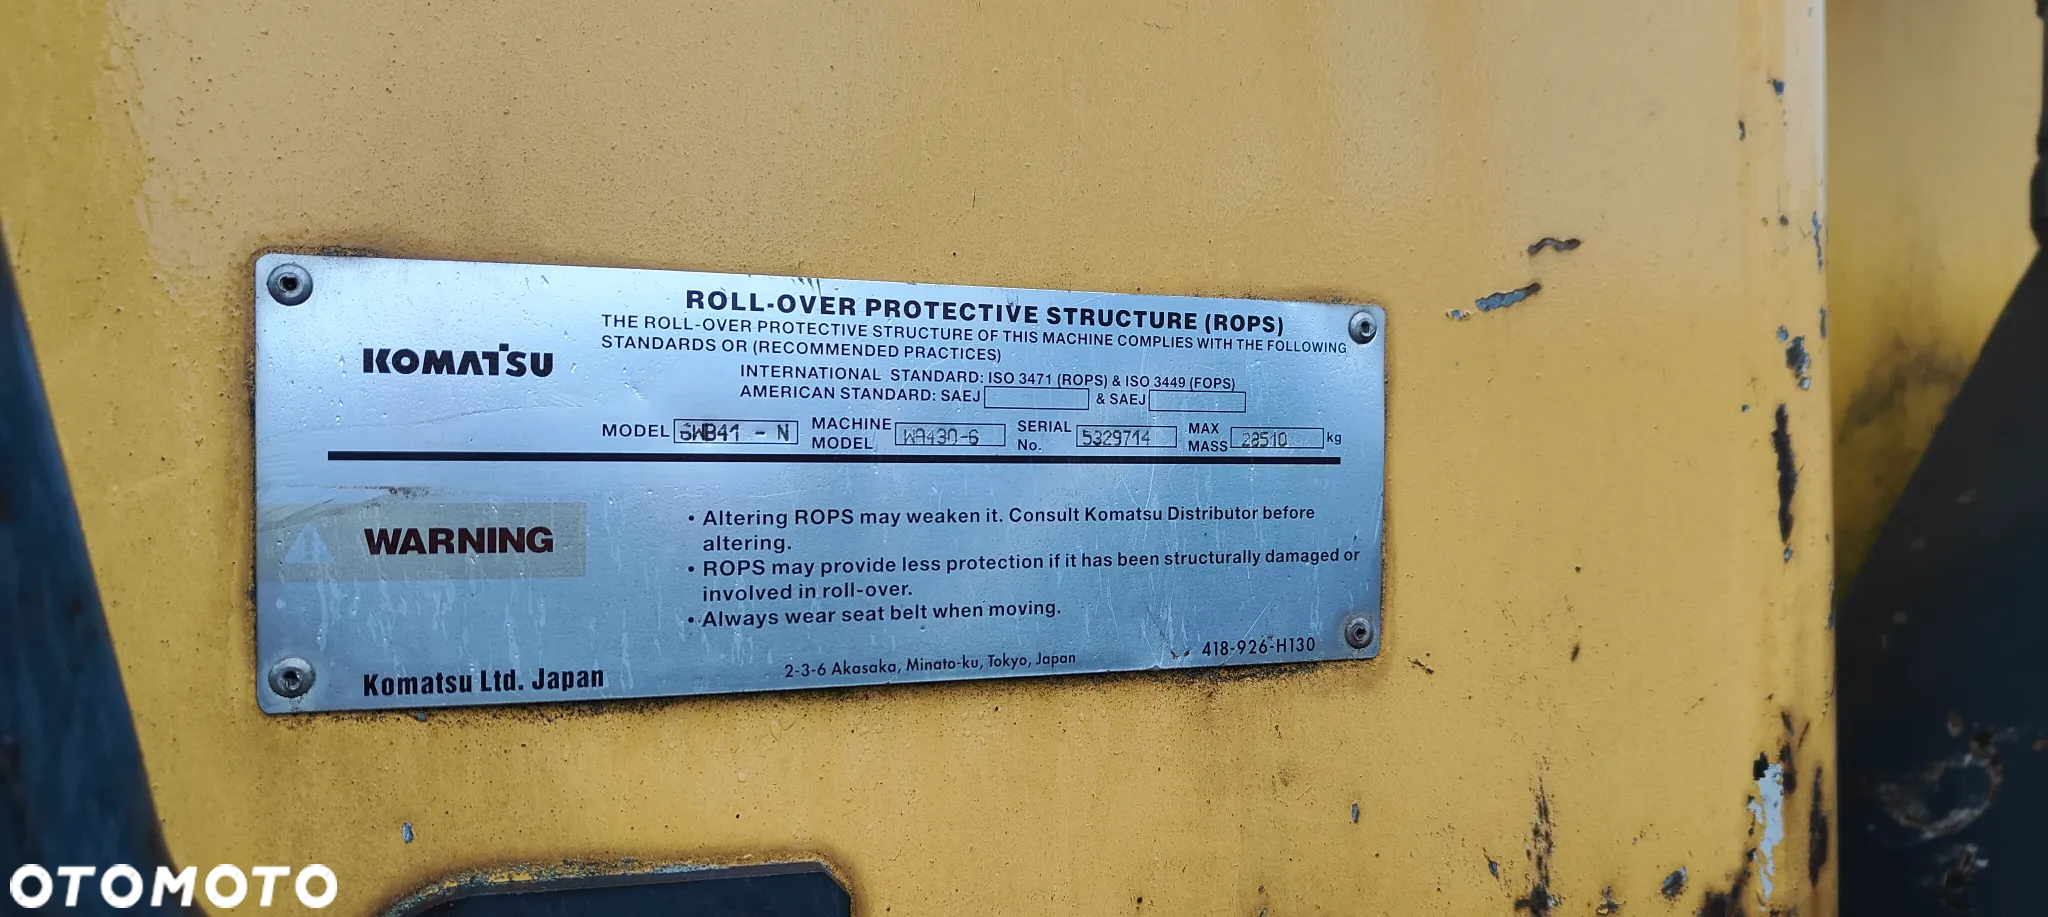 ROLL-OVER PROTECTIVE STRUCTURE (ROPS)
THE ROLL-OVER PROTECTIVE STRUCTURE OF THIS MACHINE COMPLIES WITH THE FOLLOWING
STANDARDS OR (RECOMMENDED PRACTICES)
KOMATSU
INTERNATIONAL STANDARD: ISO 3471 (ROPS) & ISO 3449 (FOPS)
AMERICAN STANDARD: SAEJ & SAEJ
MODEL 6WB41 - N MACHINE MODEL WA430-6 SERIAL No. 5329714 MAX MASS 28510 kg
WARNING
• Altering ROPS may weaken it. Consult Komatsu Distributor before
altering.
• ROPS may provide less protection if it has been structurally damaged or
involved in roll-over.
• Always wear seat belt when moving.
Komatsu Ltd. Japan
2-3-6 Akasaka, Minato-ku, Tokyo, Japan
418-926-H130
OTOMOTO